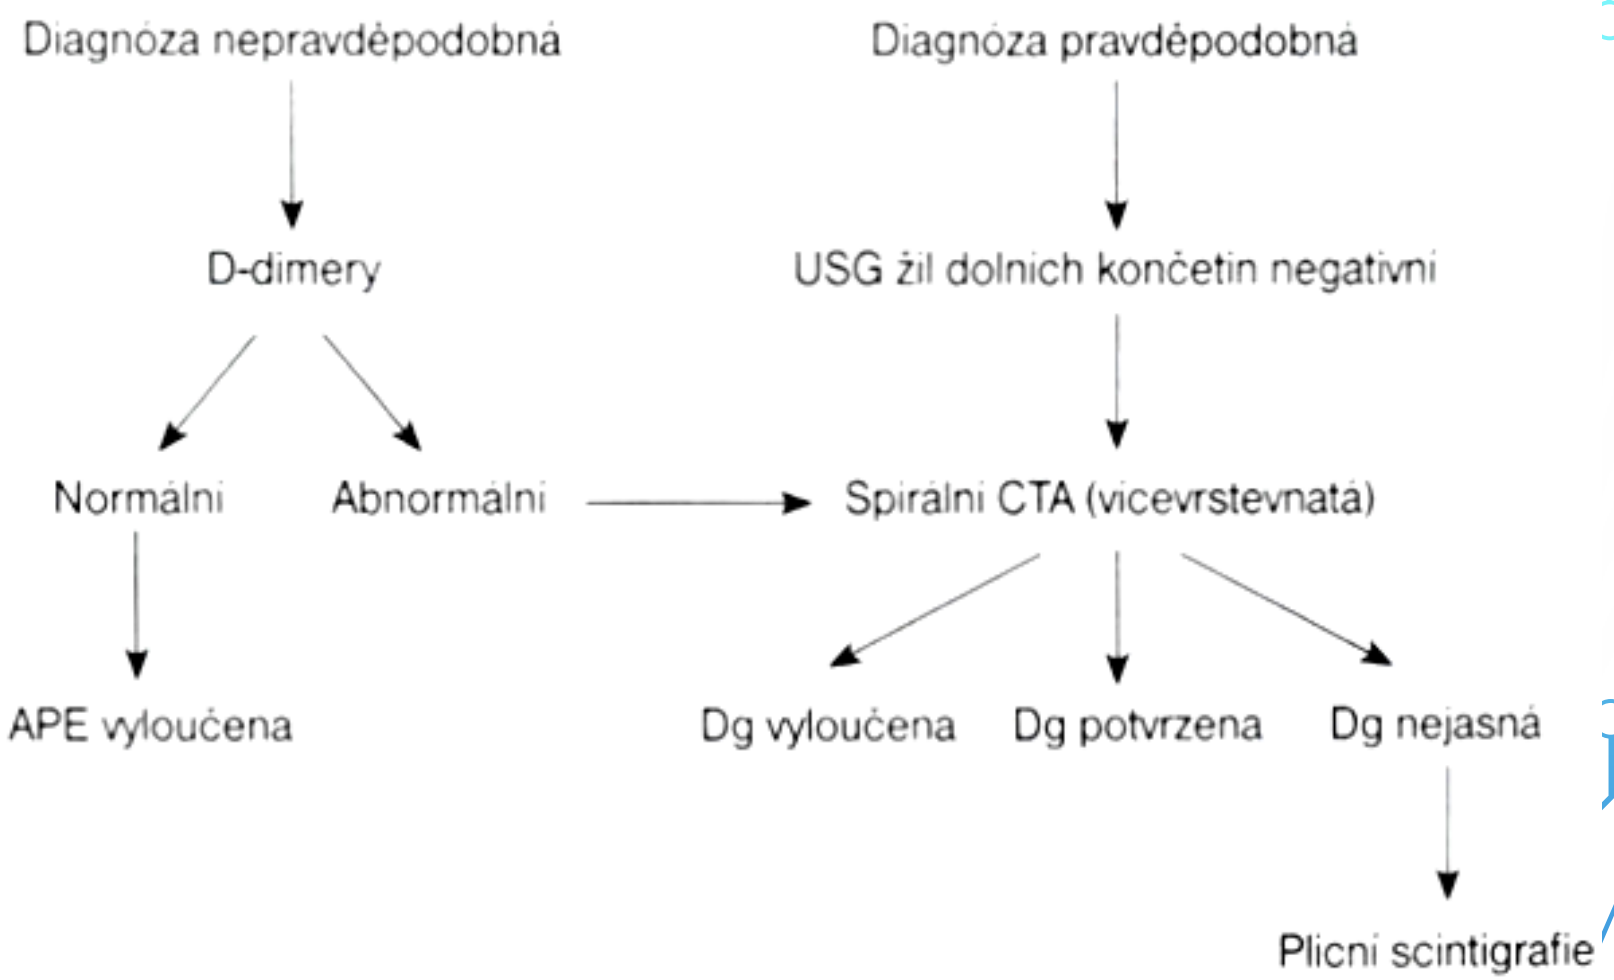 Diagnóza nepravděpodobná
Diagnóza pravděpodobná
D-dimery
USG žil dolních končetin negativní
Normální
Abnormální
Spirální CTA (vícevrstevnatá)
APE vyloučena
Dg vyloučena
Dg potvrzena
Dg nejasná
Plicní scintigrafie